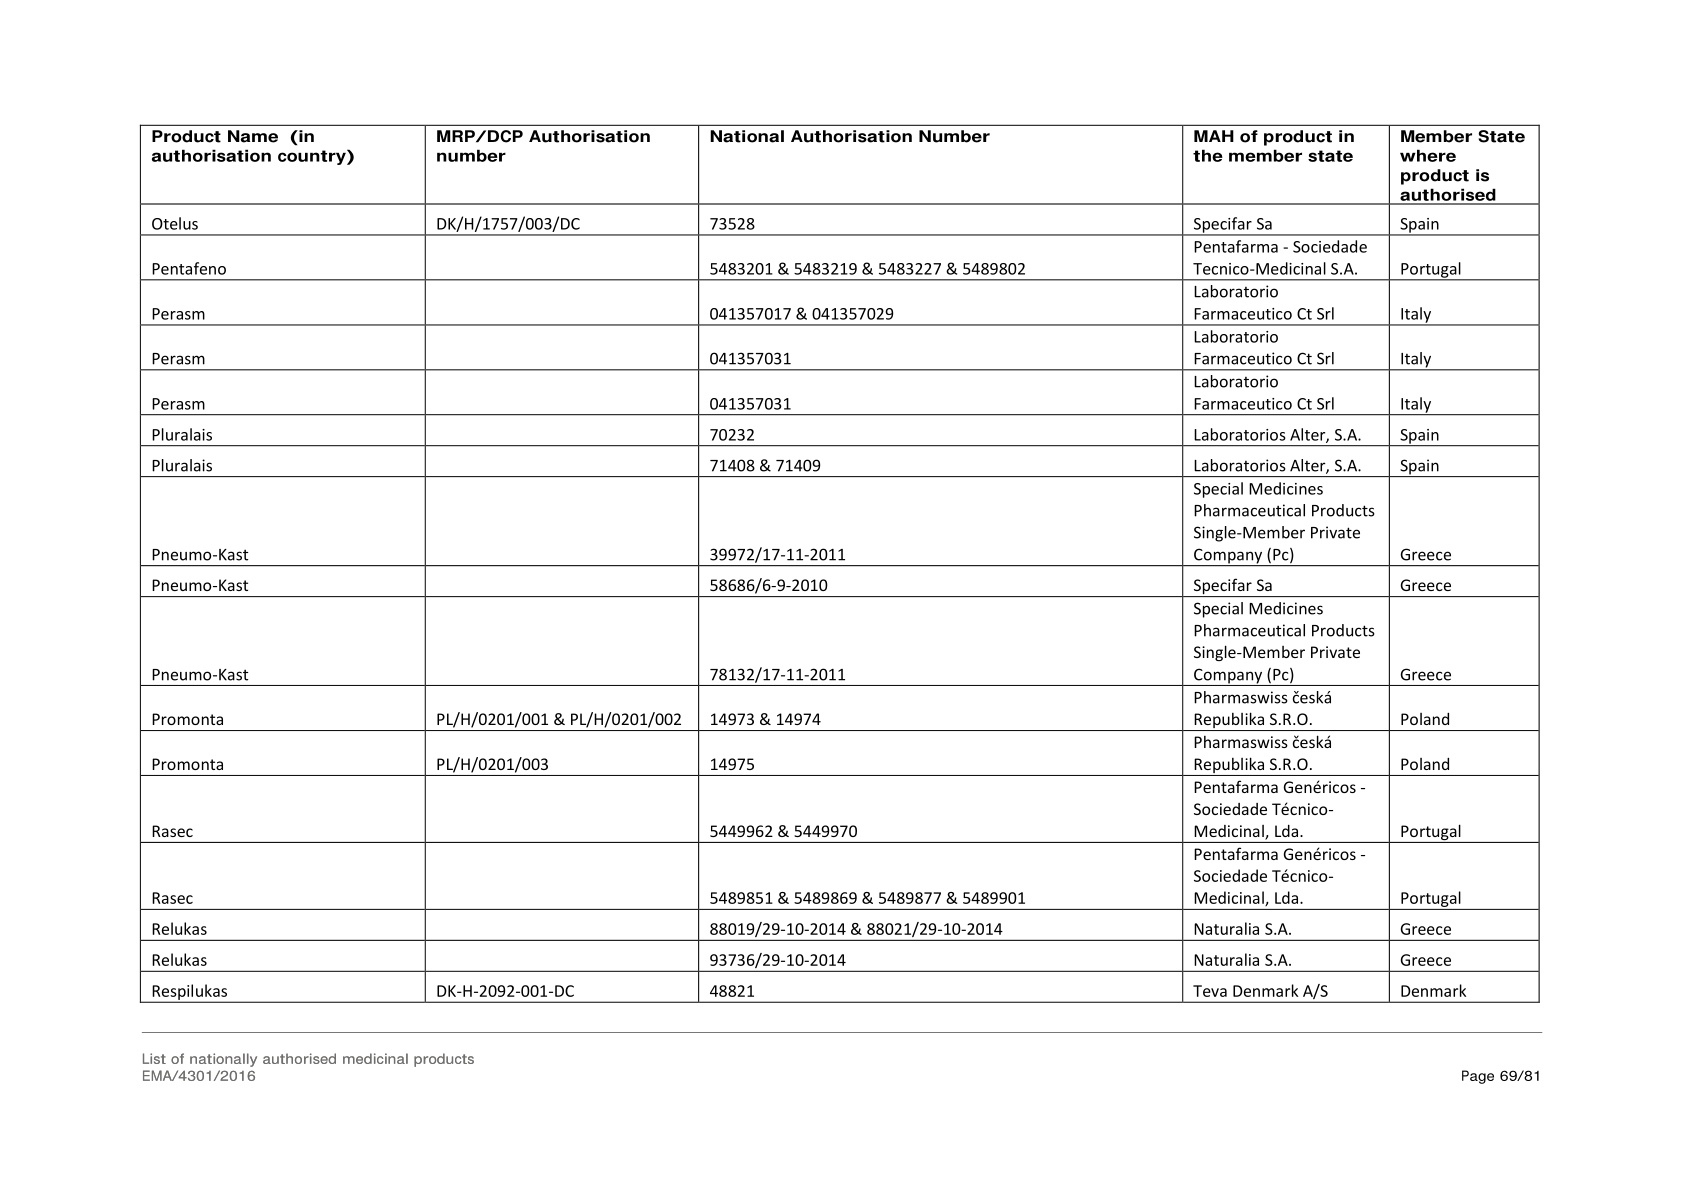 Product Name  (in authorisation country)
MRP/DCP Authorisation number
National Authorisation Number
MAH of product in the member state
Member State where product is authorised
Otelus DK/H/1757/003/DC 73528 Specifar Sa Spain
Pentafeno 5483201 & 5483219 & 5483227 & 5489802 Pentafarma - Sociedade Tecnico-Medicinal S.A. Portugal
Perasm 041357017 & 041357029 Laboratorio Farmaceutico Ct Srl Italy
Perasm 041357031 Laboratorio Farmaceutico Ct Srl Italy
Perasm 041357031 Laboratorio Farmaceutico Ct Srl Italy
Pluralais 70232 Laboratorios Alter, S.A. Spain
Pluralais 71408 & 71409 Laboratorios Alter, S.A. Spain
Pneumo-Kast 39972/17-11-2011 Special Medicines Pharmaceutical Products Single-Member Private Company (Pc) Greece
Pneumo-Kast 58686/6-9-2010 Specifar Sa Greece
Pneumo-Kast 78132/17-11-2011 Special Medicines Pharmaceutical Products Single-Member Private Company (Pc) Greece
Promonta PL/H/0201/001 & PL/H/0201/002 14973 & 14974 Pharmaswiss česká Republika S.R.O. Poland
Promonta PL/H/0201/003 14975 Pharmaswiss česká Republika S.R.O. Poland
Rasec 5449962 & 5449970 Pentafarma Genéricos - Sociedade Técnico-Medicinal, Lda. Portugal
Rasec 5489851 & 5489869 & 5489877 & 5489901 Pentafarma Genéricos - Sociedade Técnico-Medicinal, Lda. Portugal
Relukas 88019/29-10-2014 & 88021/29-10-2014 Naturalia S.A. Greece
Relukas 93736/29-10-2014 Naturalia S.A. Greece
Respilukas DK-H-2092-001-DC 48821 Teva Denmark A/S Denmark
List of nationally authorised medicinal products
EMA/4301/2016 Page 69/81